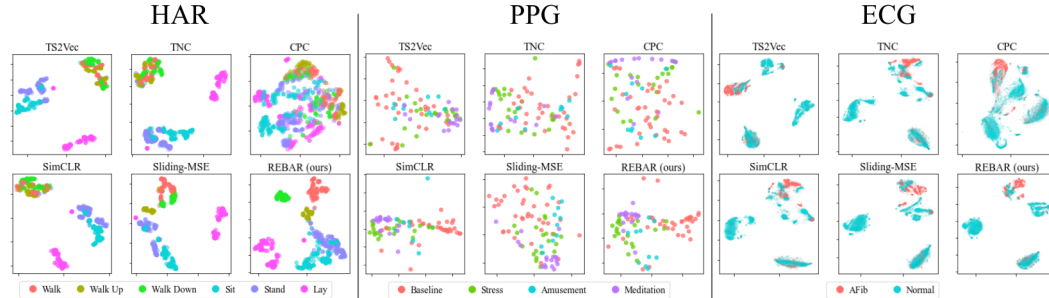 HAR
PPG
ECG
TS2Vec
TNC
CPC
TS2Vec
TNC
CPC
TS2Vec
TNC
CPC
SimCLR
Sliding-MSE
REBAR (ours)
SimCLR
Sliding-MSE
REBAR (ours)
SimCLR
Sliding-MSE
REBAR (ours)
Walk Walk Up Walk Down Sit Stand Lay
Baseline Stress Amusement Meditation
AFib Normal